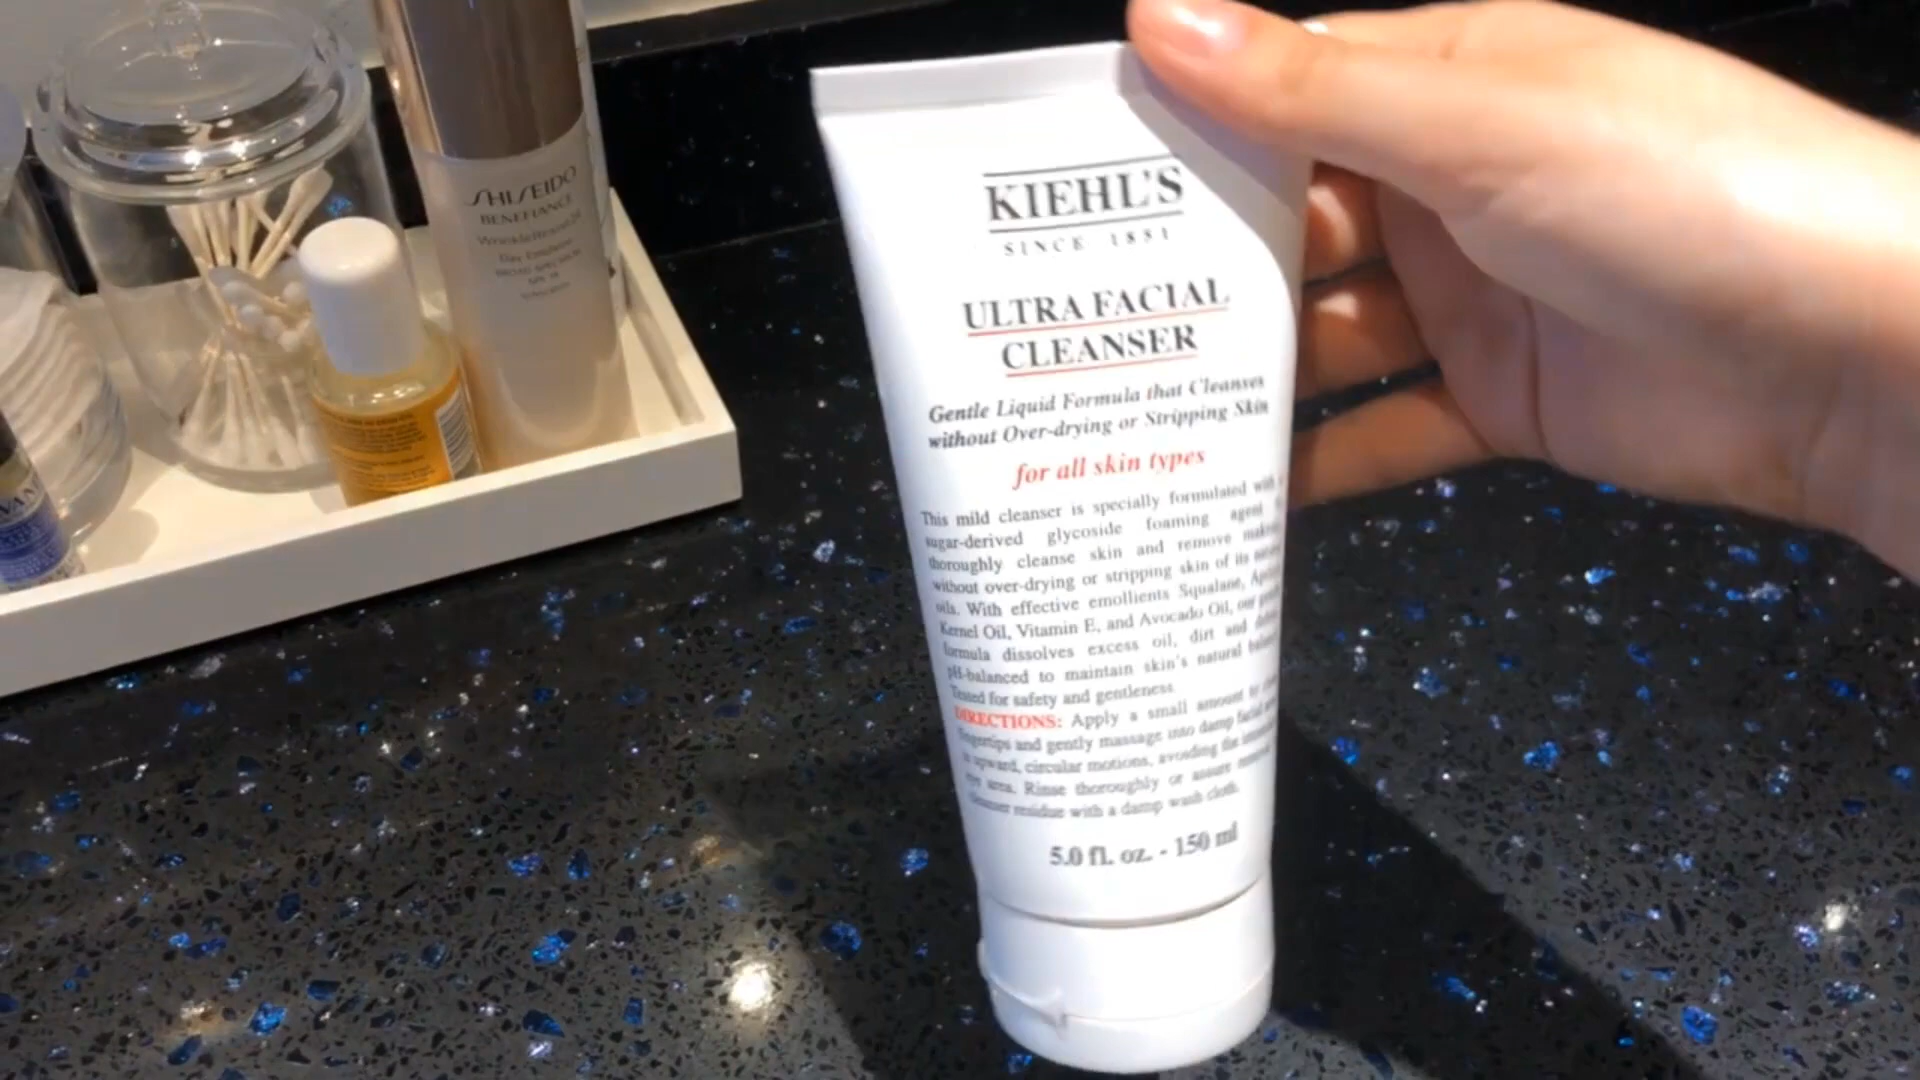 SHISEIDO
BENEFIANCE
WrinkleResist24
Day Emulsion
BROAD SPECTRUM
KIEHL'S
SINCE 1851
ULTRA FACIAL
CLEANSER
Gentle Liquid Formula that Cleanses
without Over-drying or Stripping Skin
for all skin types
This mild cleanser is specially formulated with
sugar-derived glycoside foaming agent
thoroughly cleanse skin and remove
without over-drying or stripping skin of its
oils. With effective emollients Squalane,
Kernel Oil, Vitamin E, and Avocado Oil, our
formula dissolves excess oil, dirt and
pH-balanced to maintain skin's natural
Tested for safety and gentleness.
DIRECTIONS: Apply a small amount to
fingertips and gently massage into damp facial
upward, circular motions, avoiding the
eye area. Rinse thoroughly or assure
cleanser residue with a damp wash cloth.
5.0 fl. oz. - 150 ml